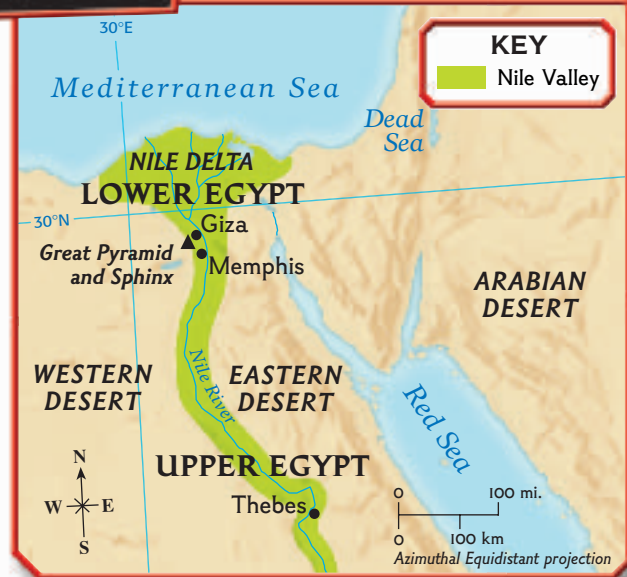 30°E
KEY
Nile Valley
Mediterranean Sea
Dead
Sea
NILE DELTA
LOWER EGYPT
30°N
Giza
Great Pyramid
and Sphinx
Memphis
ARABIAN
DESERT
WESTERN
DESERT
Nile River
EASTERN
DESERT
Red Sea
UPPER EGYPT
Thebes
N
W E
S
0 100 mi.
0 100 km
Azimuthal Equidistant projection